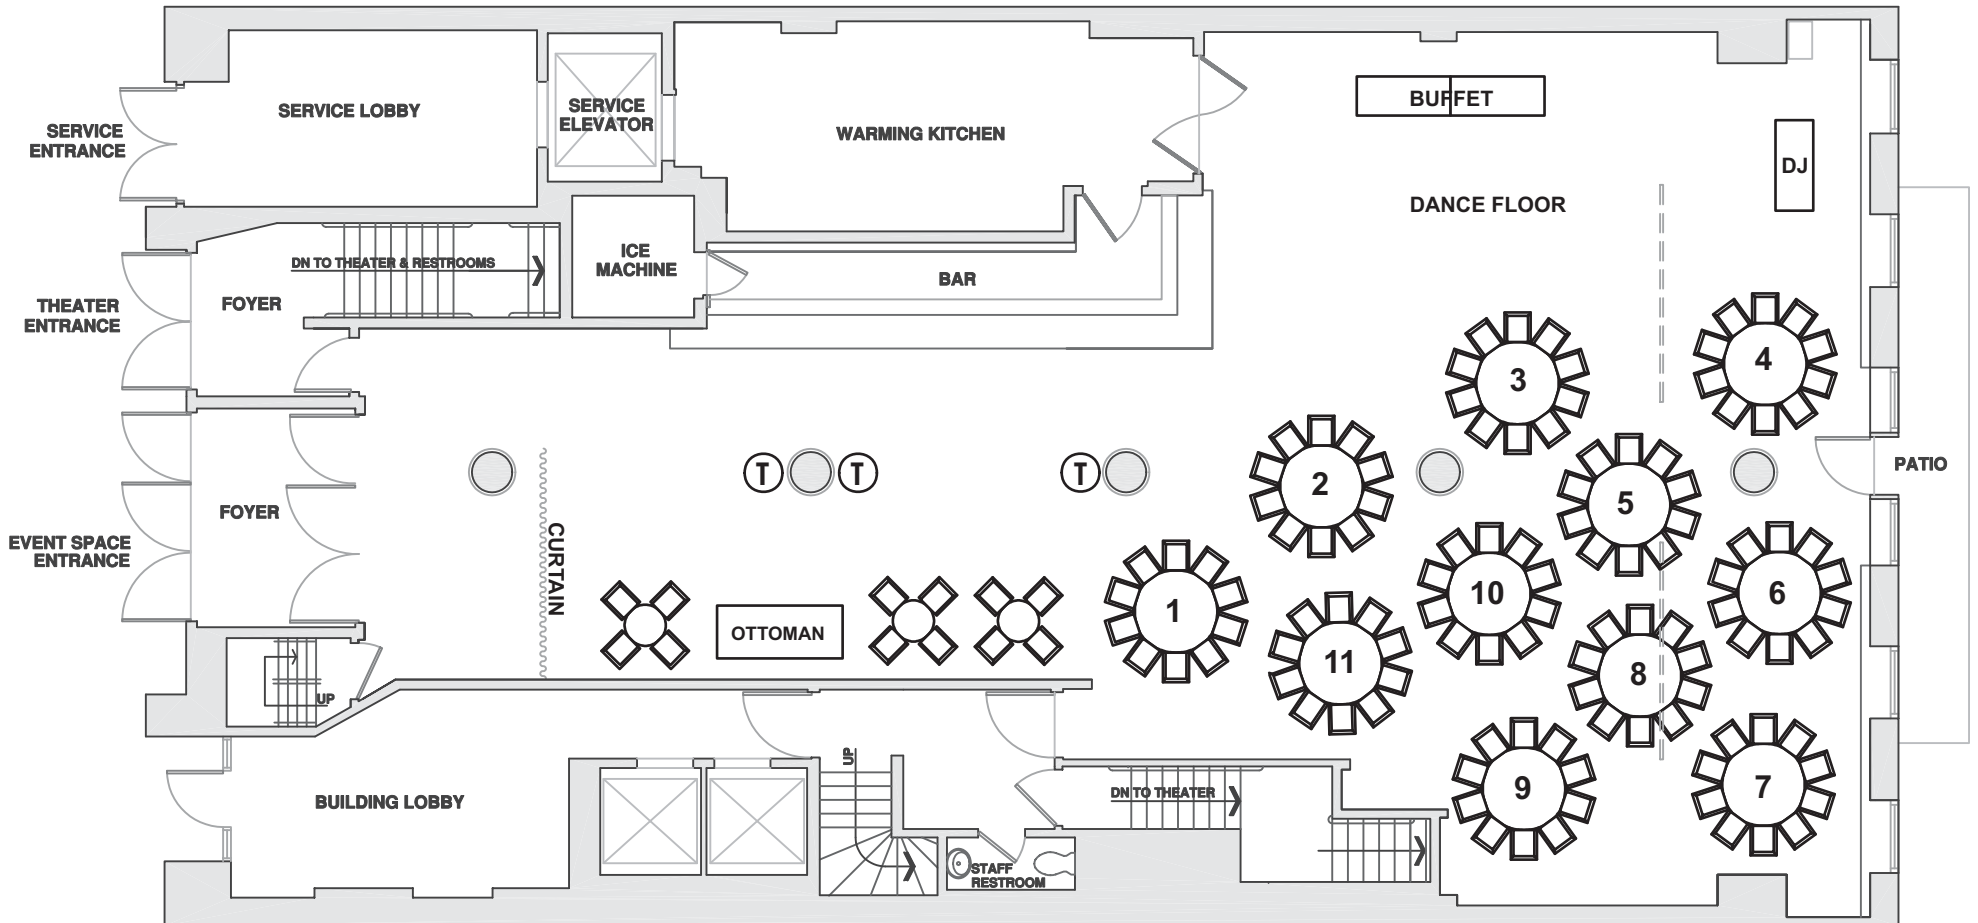 SERVICE LOBBY
SERVICE
ELEVATOR
WARMING KITCHEN
BUFFET
DJ
SERVICE
ENTRANCE
DANCE FLOOR
DN TO THEATER & RESTROOMS
ICE
MACHINE
BAR
THEATER
ENTRANCE
FOYER
3
4
T
T
T
2
5
PATIO
FOYER
EVENT SPACE
ENTRANCE
CURTAIN
OTTOMAN
1
10
6
11
8
UP
UP
BUILDING LOBBY
DN TO THEATER
9
7
STAFF
RESTROOM